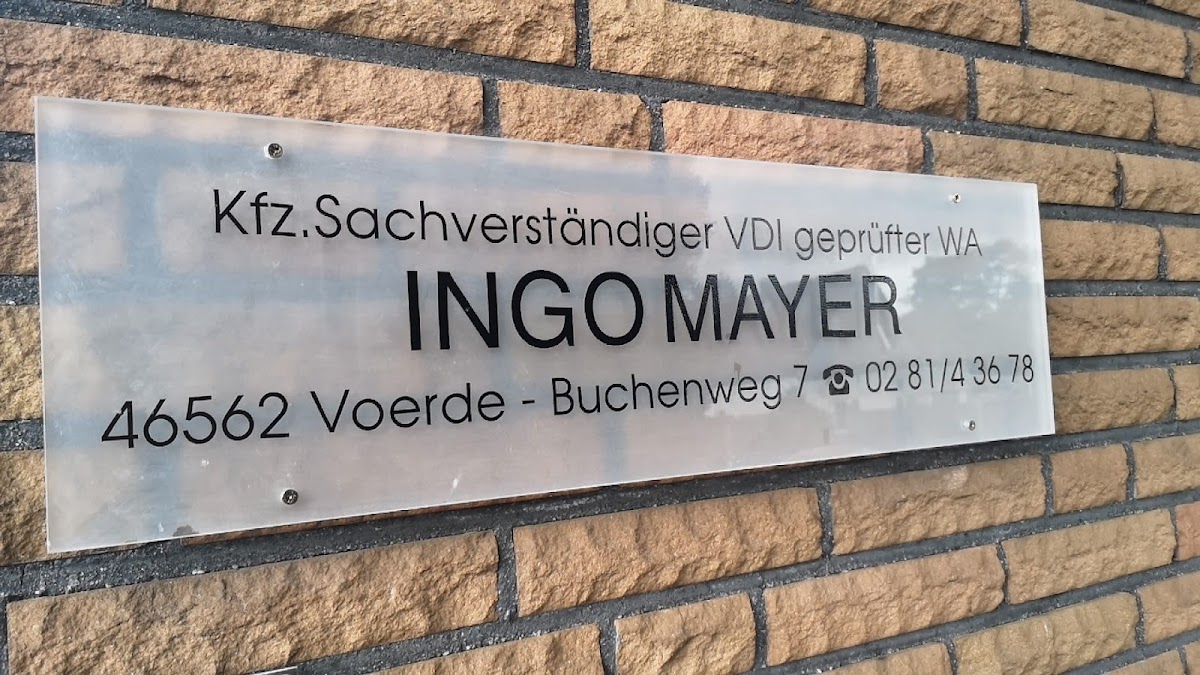 Kfz.Sachverständiger VDI geprüfter WA
INGO MAYER
46562 Voerde - Buchenweg 7 ☎ 02 81/4 36 78